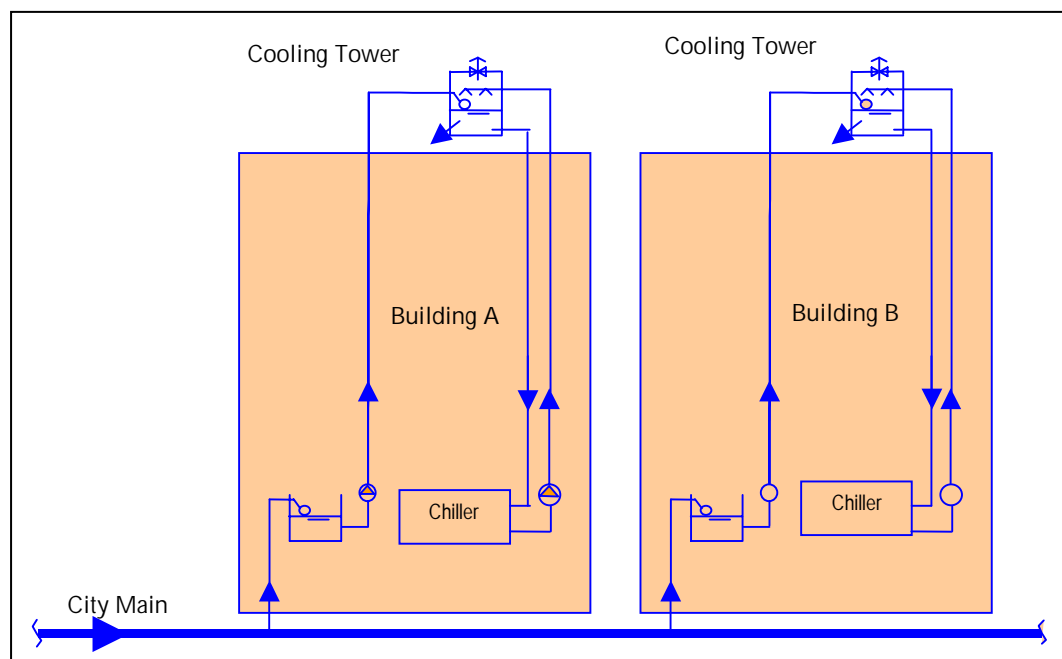 Cooling Tower
Cooling Tower
Building A
Building B
Chiller
Chiller
City Main